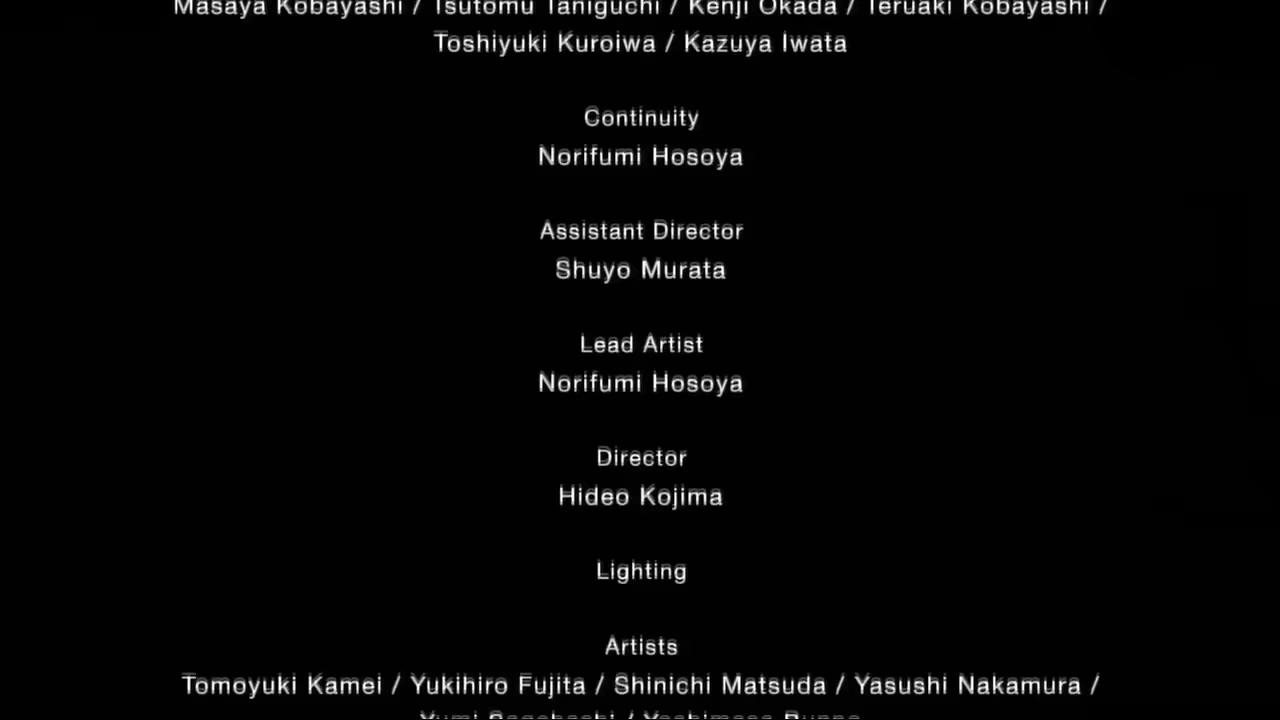 Masaya Kobayashi / Tsutomu Taniguchi / Kenji Okada / Teruaki Kobayashi /
Toshiyuki Kuroiwa / Kazuya Iwata
Continuity
Norifumi Hosoya
Assistant Director
Shuyo Murata
Lead Artist
Norifumi Hosoya
Director
Hideo Kojima
Lighting
Artists
Tomoyuki Kamei / Yukihiro Fujita / Shinichi Matsuda / Yasushi Nakamura /